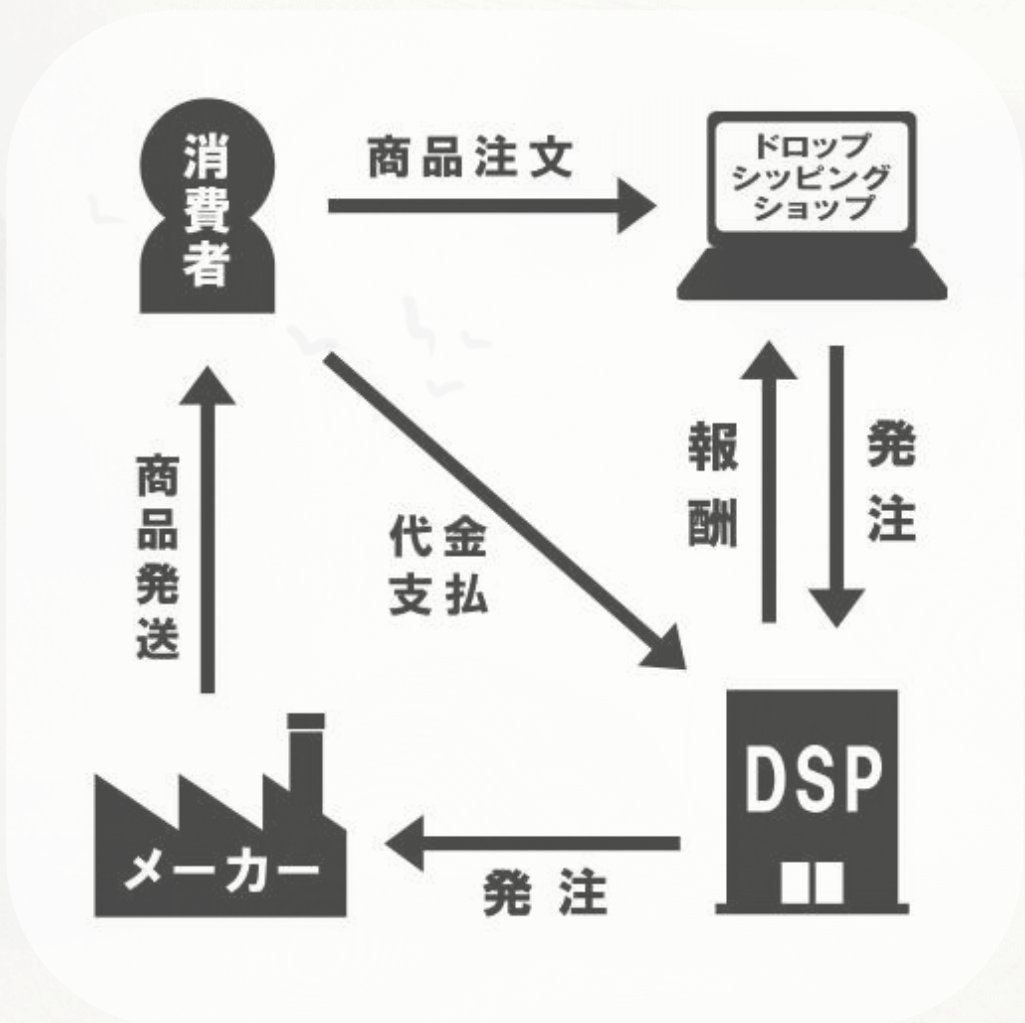 消費者
商品注文
ドロップ
シッピング
ショップ
商品発送
代金
支払
報酬
発注
DSP
メーカー
発注